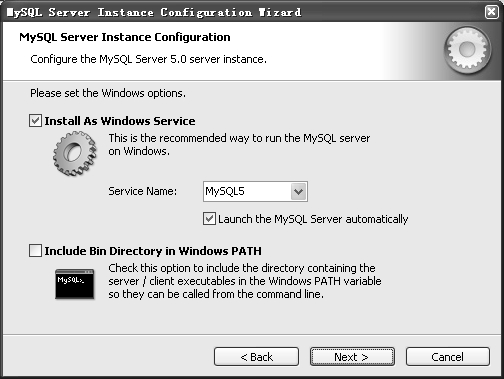 MySQL Server Instance Configuration Wizard
MySQL Server Instance Configuration
Configure the MySQL Server 5.0 server instance.
Please set the Windows options.
Install As Windows Service
This is the recommended way to run the MySQL server
on Windows.
Service Name: MySQL5
Launch the MySQL Server automatically
Include Bin Directory in Windows PATH
MySQL>_
Check this option to include the directory containing the
server / client executables in the Windows PATH variable
so they can be called from the command line.
< Back Next > Cancel